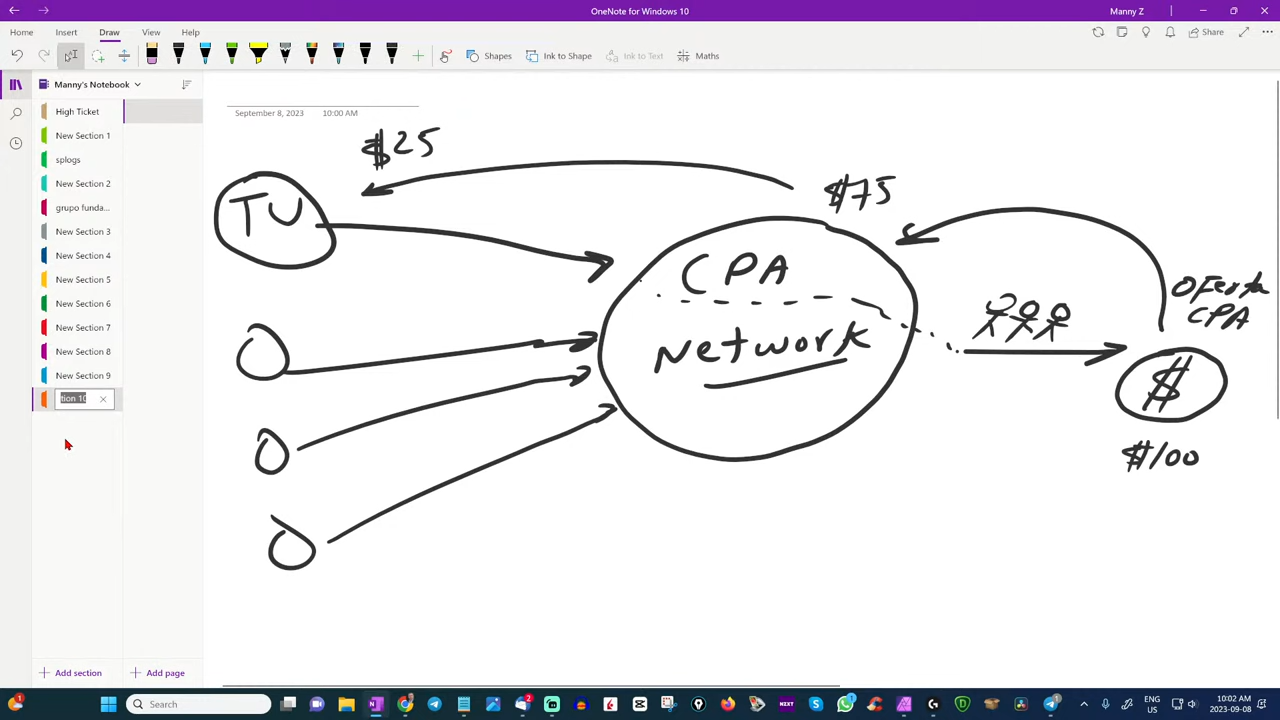 OneNote for Windows 10
Manny Z
Home
Insert
Draw
View
Help
Share
Shapes
Ink to Shape
Ink to Text
Maths
Manny's Notebook
High Ticket
New Section 1
splogs
New Section 2
grupo funda...
New Section 3
New Section 4
New Section 5
New Section 6
New Section 7
New Section 8
New Section 9
tion 10
Add section
Add page
September 8, 2023
10:00 AM
$25
TU
$75
CPA
Network
Oferta
CPA
$
$100
Search
ENG
US
10:02 AM
2023-09-08